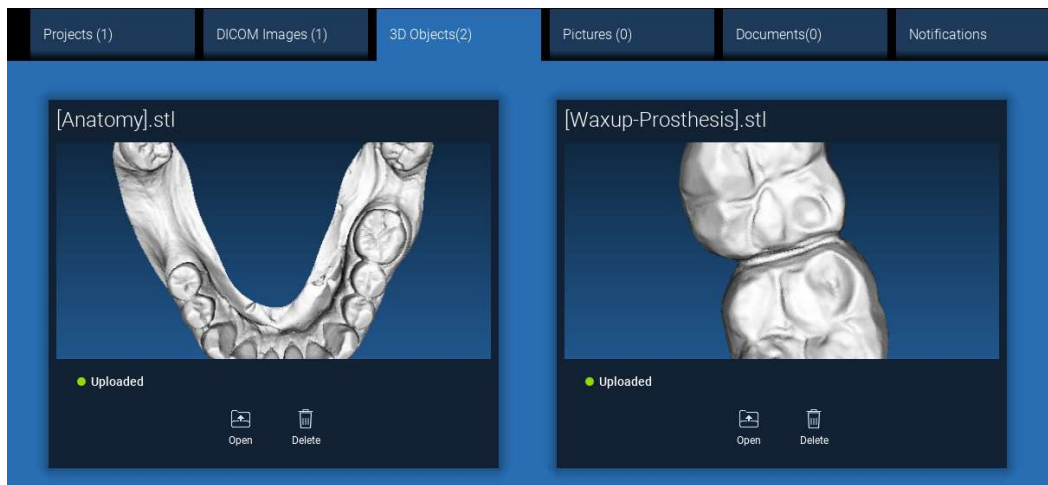 Projects (1) DICOM Images (1) 3D Objects(2) Pictures (0) Documents(0) Notifications
[Anatomy].stl
Uploaded
Open Delete
[Waxup-Prosthesis].stl
Uploaded
Open Delete